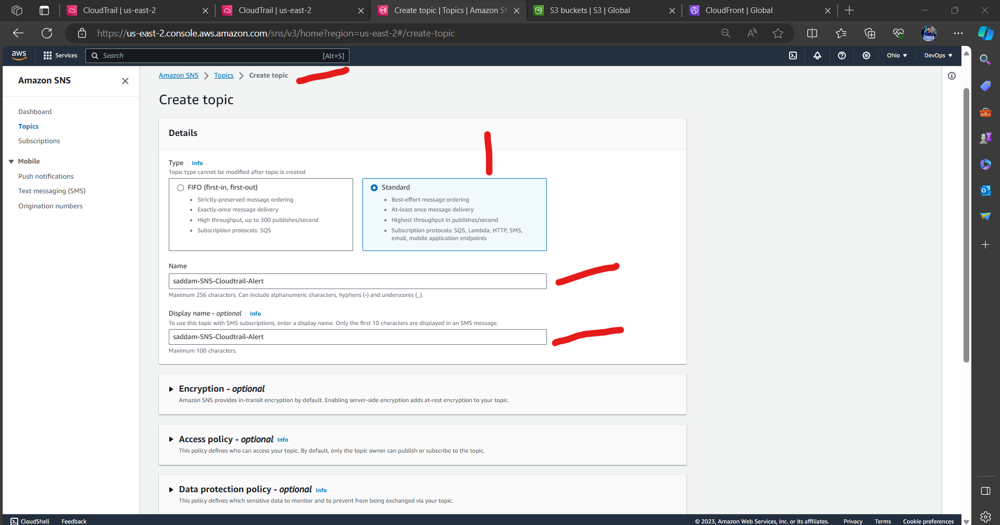 CloudTrail | us-east-2
CloudTrail | us-east-2
Create topic | Topics | Amazon SN
S3 buckets | S3 | Global
CloudFront | Global
https://us-east-2.console.aws.amazon.com/sns/v3/home?region=us-east-2#/create-topic
aws
Services
Search
[Alt+S]
Ohio
DevOps
Amazon SNS
Dashboard
Topics
Subscriptions
Mobile
Push notifications
Text messaging (SMS)
Origination numbers
Amazon SNS > Topics > Create topic
Create topic
Details
Type Info
Topic type cannot be modified after topic is created
FIFO (first-in, first-out)
• Strictly-preserved message ordering
• Exactly-once message delivery
• High throughput, up to 300 publishes/second
• Subscription protocols: SQS
Standard
• Best-effort message ordering
• At-least once message delivery
• Highest throughput in publishes/second
• Subscription protocols: SQS, Lambda, HTTP, SMS,
email, mobile application endpoints
Name
saddam-SNS-Cloudtrail-Alert
Maximum 256 characters. Can include alphanumeric characters, hyphens (-) and underscores (_).
Display name - optional Info
To use this topic with SMS subscriptions, enter a display name. Only the first 10 characters are displayed in an SMS message.
saddam-SNS-Cloudtrail-Alert
Maximum 100 characters.
Encryption - optional
Amazon SNS provides in-transit encryption by default. Enabling server-side encryption adds at-rest encryption to your topic.
Access policy - optional Info
This policy defines who can access your topic. By default, only the topic owner can publish or subscribe to the topic.
Data protection policy - optional Info
This policy defines which sensitive data to monitor and to prevent from being exchanged via your topic.
CloudShell
Feedback
© 2023, Amazon Web Services, Inc. or its affiliates.
Privacy
Terms
Cookie preferences